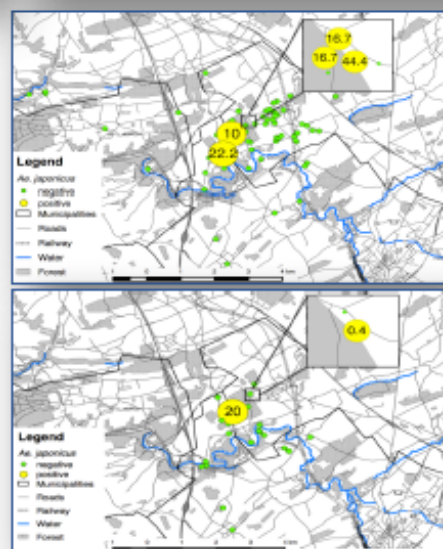 16.7
16.7
44.4
10
22.2
Legend
Ae. japonicus
negative
positive
Municipalities
Roads
Railway
Water
Forest
0.4
20
Legend
Ae. japonicus
negative
positive
Municipalities
Roads
Railway
Water
Forest